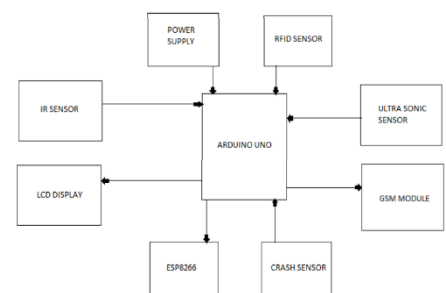 POWER
SUPPLY
RFID SENSOR
IR SENSOR
ULTRA SONIC
SENSOR
ARDUINO UNO
LCD DISPLAY
GSM MODULE
ESP8266
CRASH SENSOR